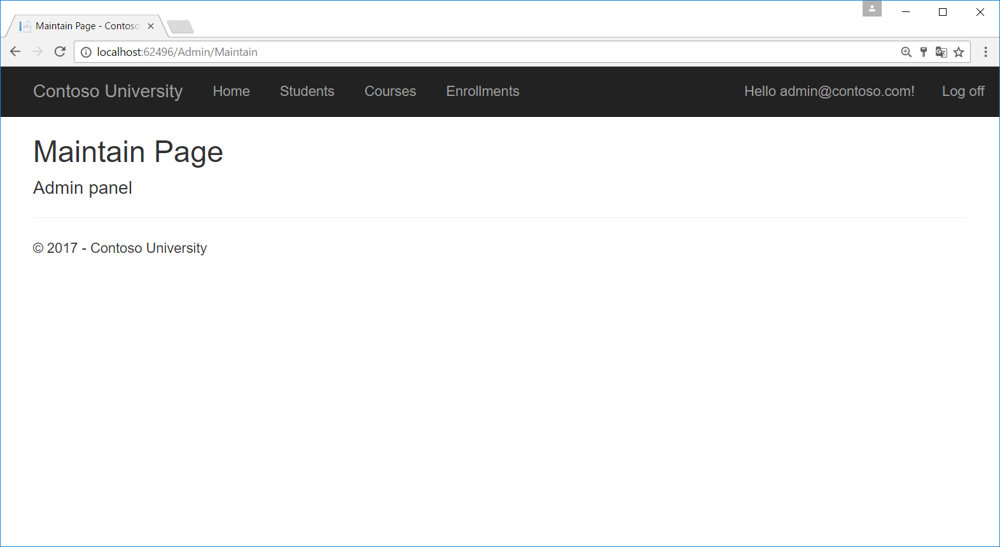 Maintain Page - Contoso
localhost:62496/Admin/Maintain
Contoso University Home Students Courses Enrollments Hello admin@contoso.com! Log off
Maintain Page
Admin panel
© 2017 - Contoso University